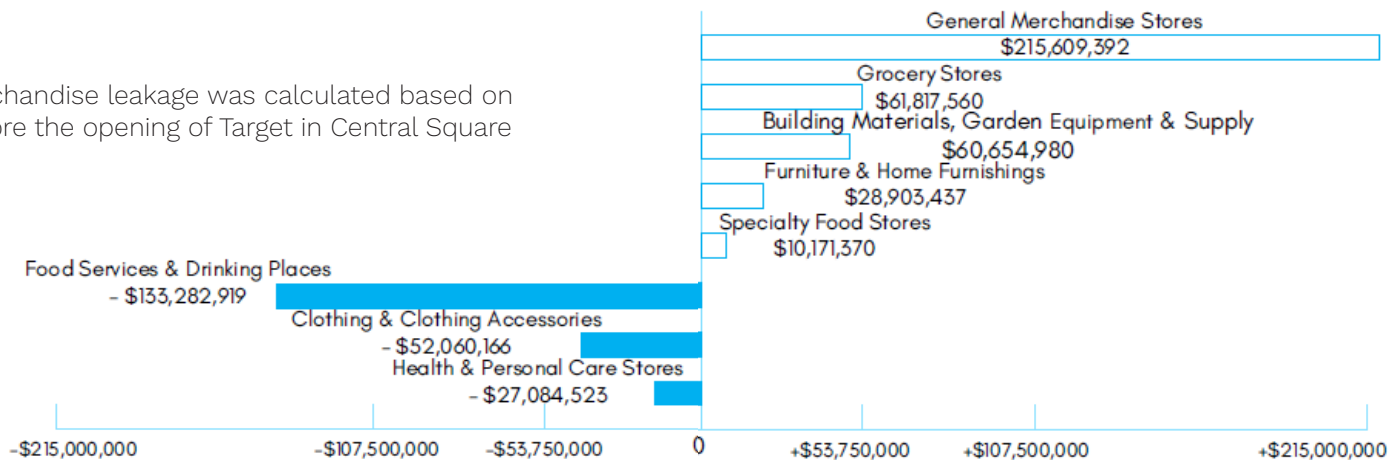 General Merchandise Stores
$215,609,392
Grocery Stores
$61,817,560
leakage was calculated based on
the opening of Target in Central Square
Building Materials, Garden Equipment & Supply
$60,654,980
Furniture & Home Furnishings
$28,903,437
Specialty Food Stores
$10,171,370
Food Services & Drinking Places
- $133,282,919
Clothing & Clothing Accessories
- $52,060,166
Health & Personal Care Stores
- $27,084,523
-$215,000,000 -$107,500,000 -$53,750,000 0 +$53,750,000 +$107,500,000 +$215,000,000